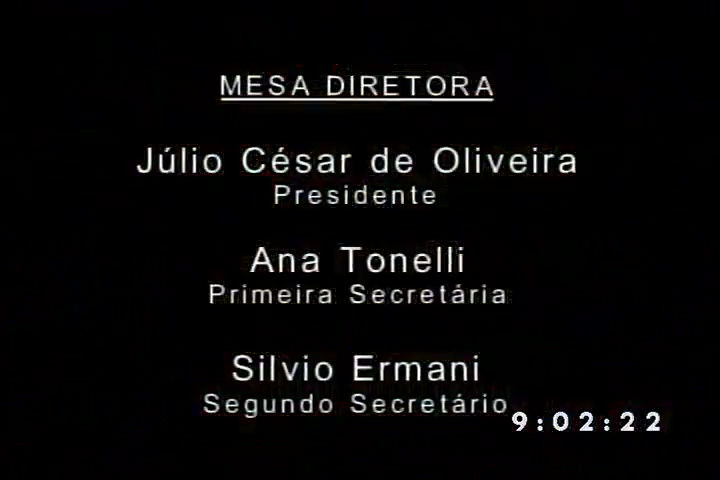 MESA DIRETORA
Júlio César de Oliveira
Presidente
Ana Tonelli
Primeira Secretária
Silvio Ermani
Segundo Secretário
9:02:22